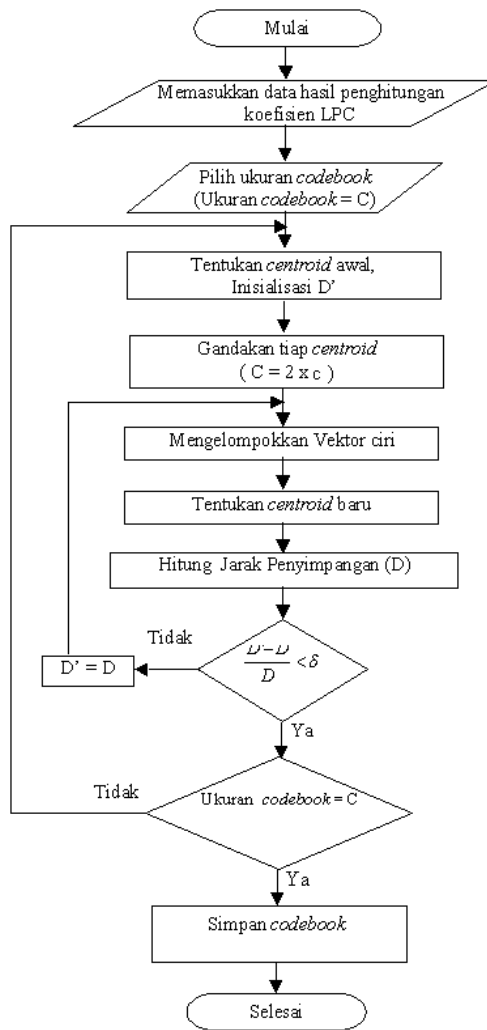 Mulai
Memasukkan data hasil penghitungan
koefisien LPC
Pilih ukuran codebook
(Ukuran codebook = C)
Tentukan centroid awal,
Inisialisasi D’
Gandakan tiap centroid
( C = 2 x c )
Mengelompokkan Vektor ciri
Tentukan centroid baru
Hitung Jarak Penyimpangan (D)
Tidak
D’ = D
D'−D
D
< δ
Ya
Tidak
Ukuran codebook = C
Ya
Simpan codebook
Selesai